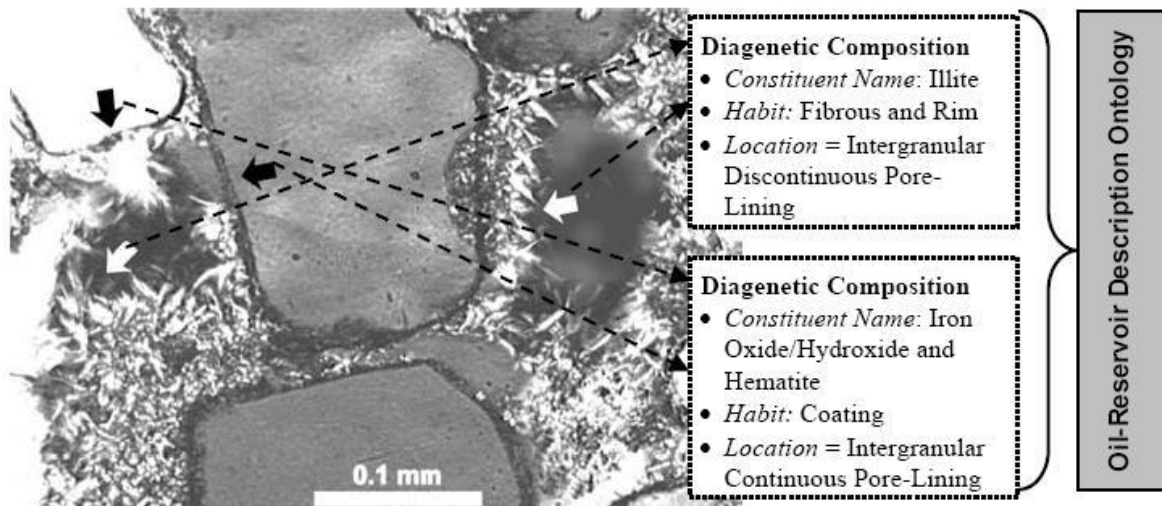 Diagenetic Composition
• Constituent Name: Illite
• Habit: Fibrous and Rim
• Location = Intergranular
Discontinuous Pore-
Lining
Diagenetic Composition
• Constituent Name: Iron
Oxide/Hydroxide and
Hematite
• Habit: Coating
• Location = Intergranular
Continuous Pore-Lining
Oil-Reservoir Description Ontology
0.1 mm